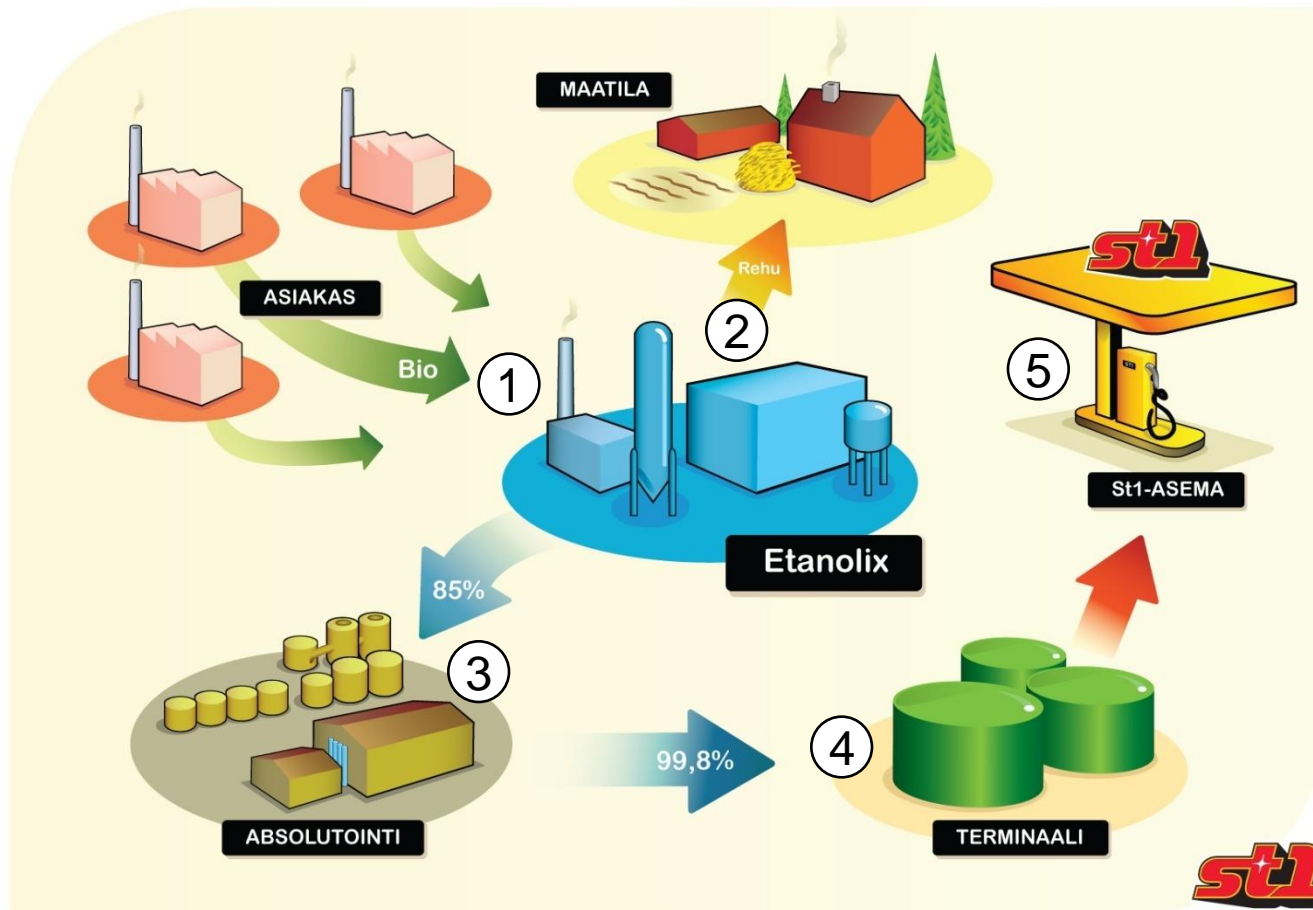 MAATILA
ASIAKAS
Rehu
st1
Bio
1
2
5
ST1
St1-ASEMA
Etanolix
85%
3
99,8%
4
ABSOLUTOINTI
TERMINAALI
st1